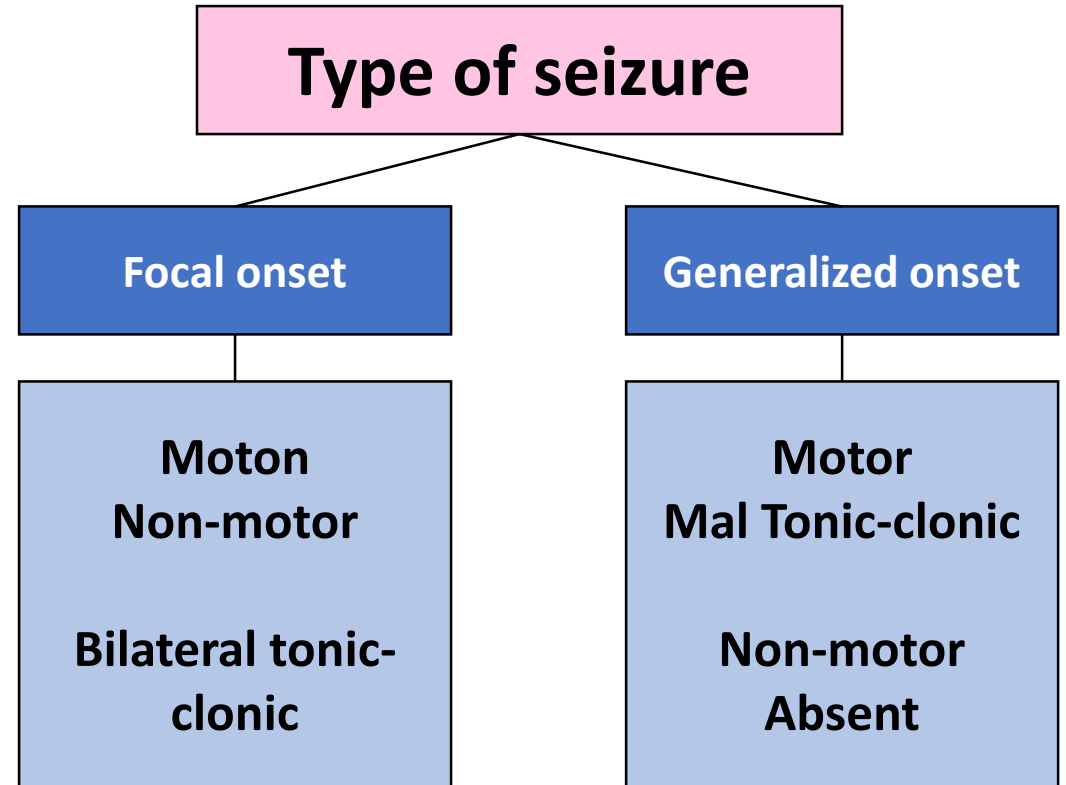 Type of seizure
Focal onset
Generalized onset
Moton
Non-motor
Bilateral tonic-
clonic
Motor
Mal Tonic-clonic
Non-motor
Absent